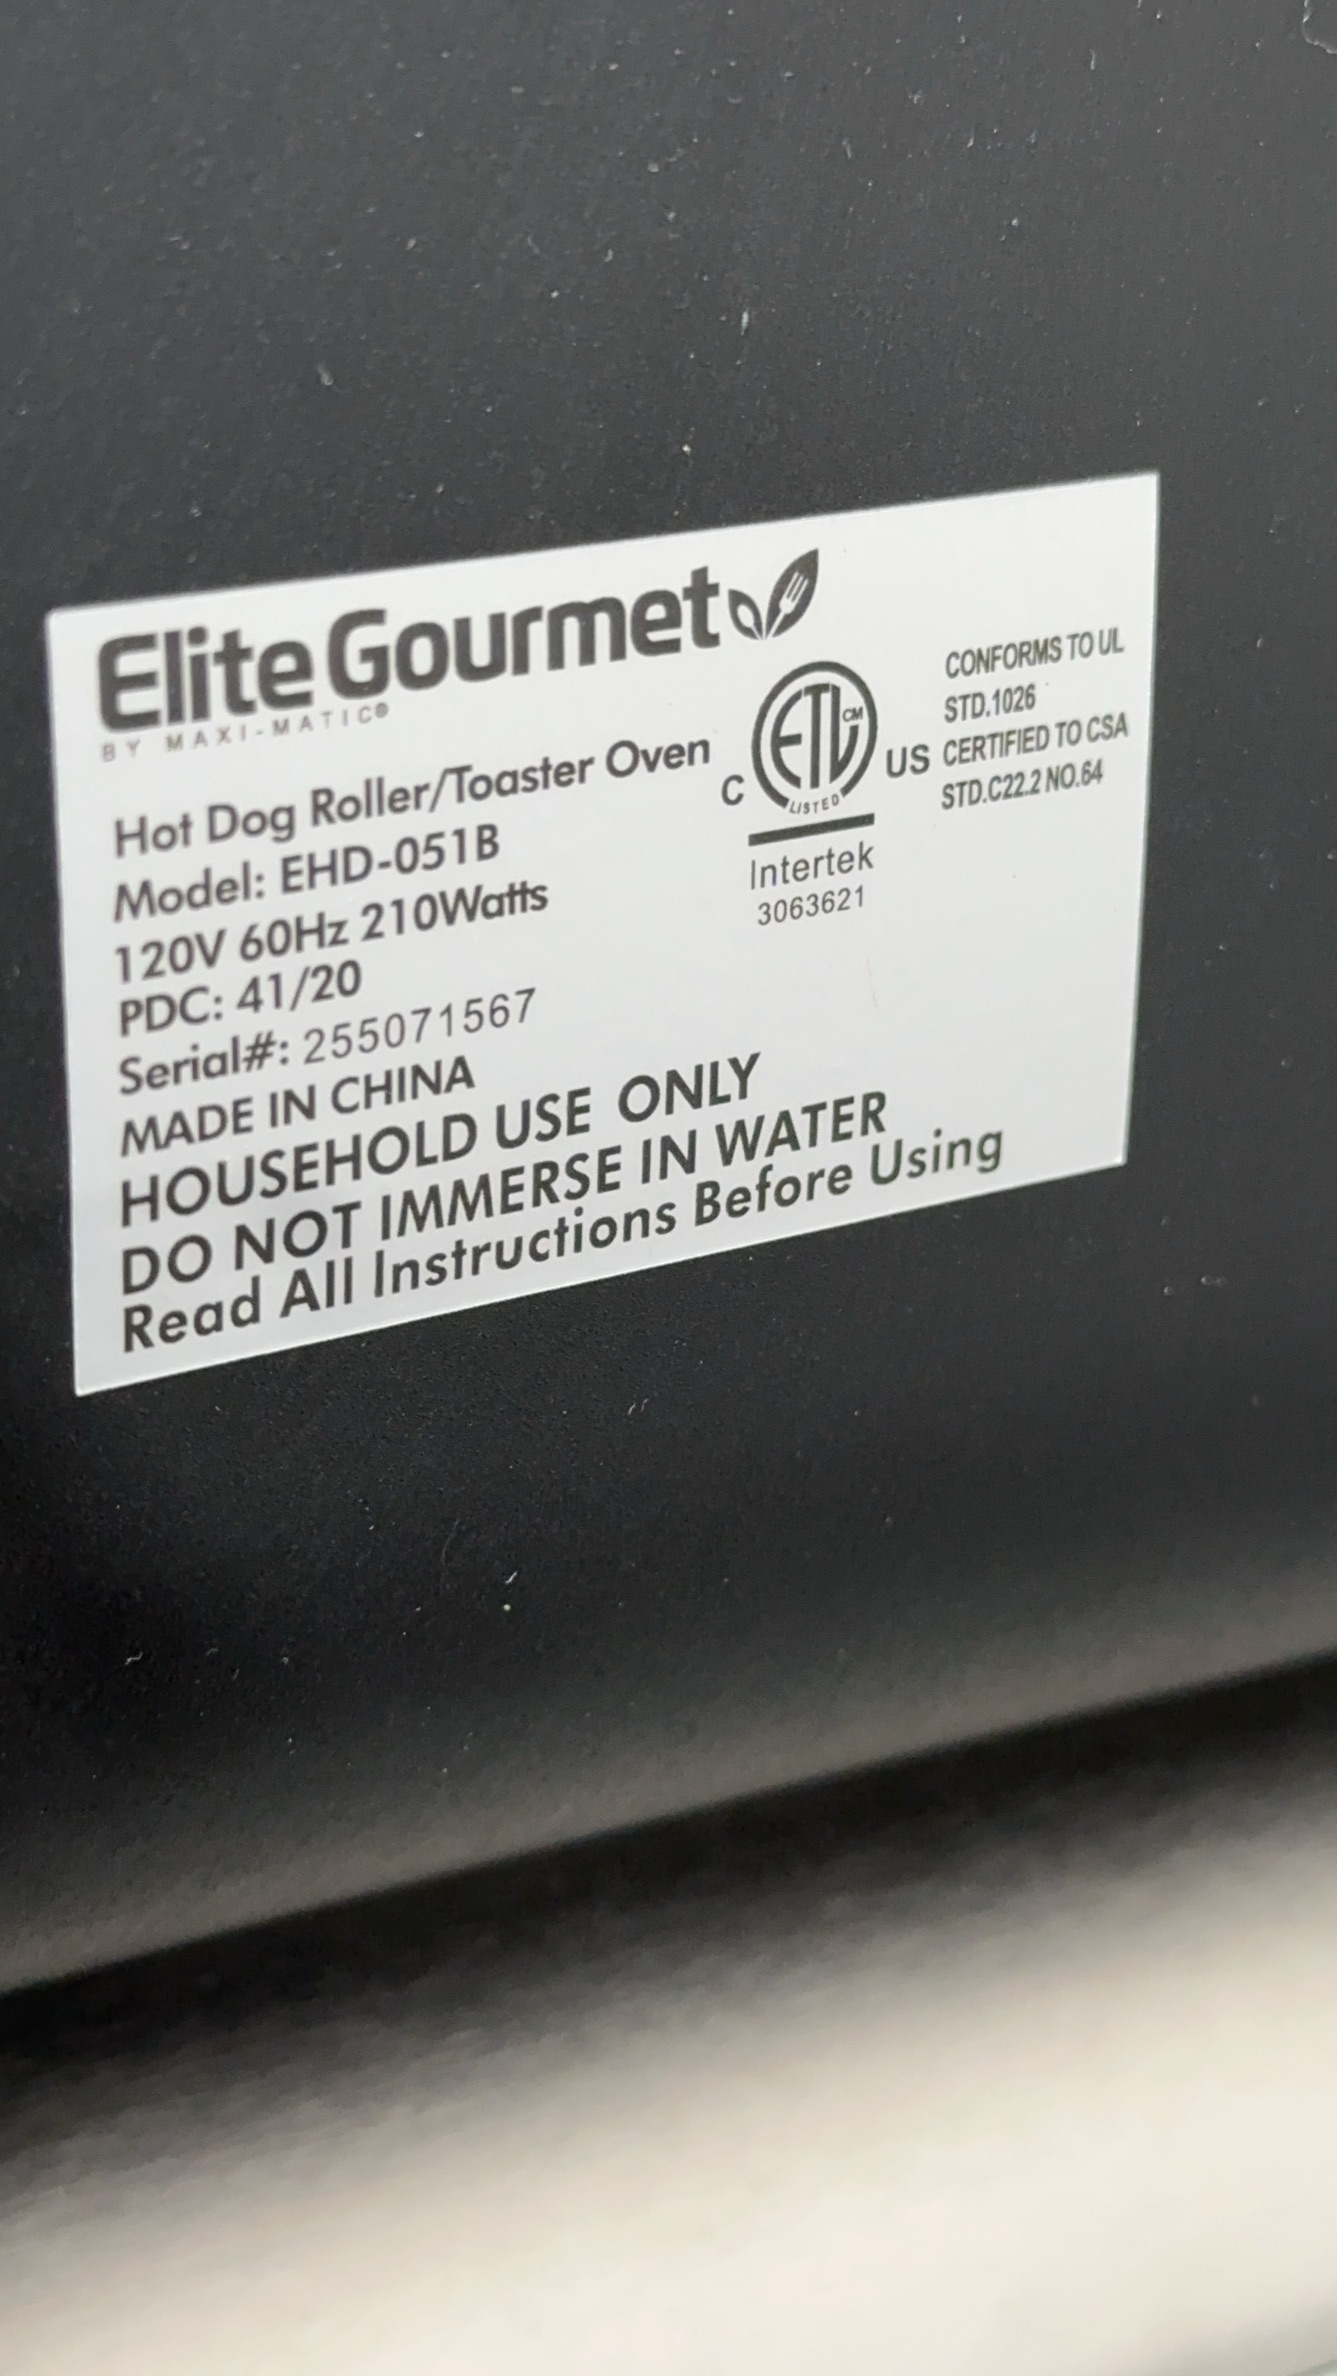 Elite Gourmet
BY MAXI-MATIC®
Hot Dog Roller/Toaster Oven
Model: EHD-051B
120V 60Hz 210Watts
PDC: 41/20
Serial#: 255071567
MADE IN CHINA
HOUSEHOLD USE ONLY
DO NOT IMMERSE IN WATER
Read All Instructions Before Using
C ETL CM US
LISTED
Intertek
3063621
CONFORMS TO UL
STD.1026
CERTIFIED TO CSA
STD.C22.2 NO.64